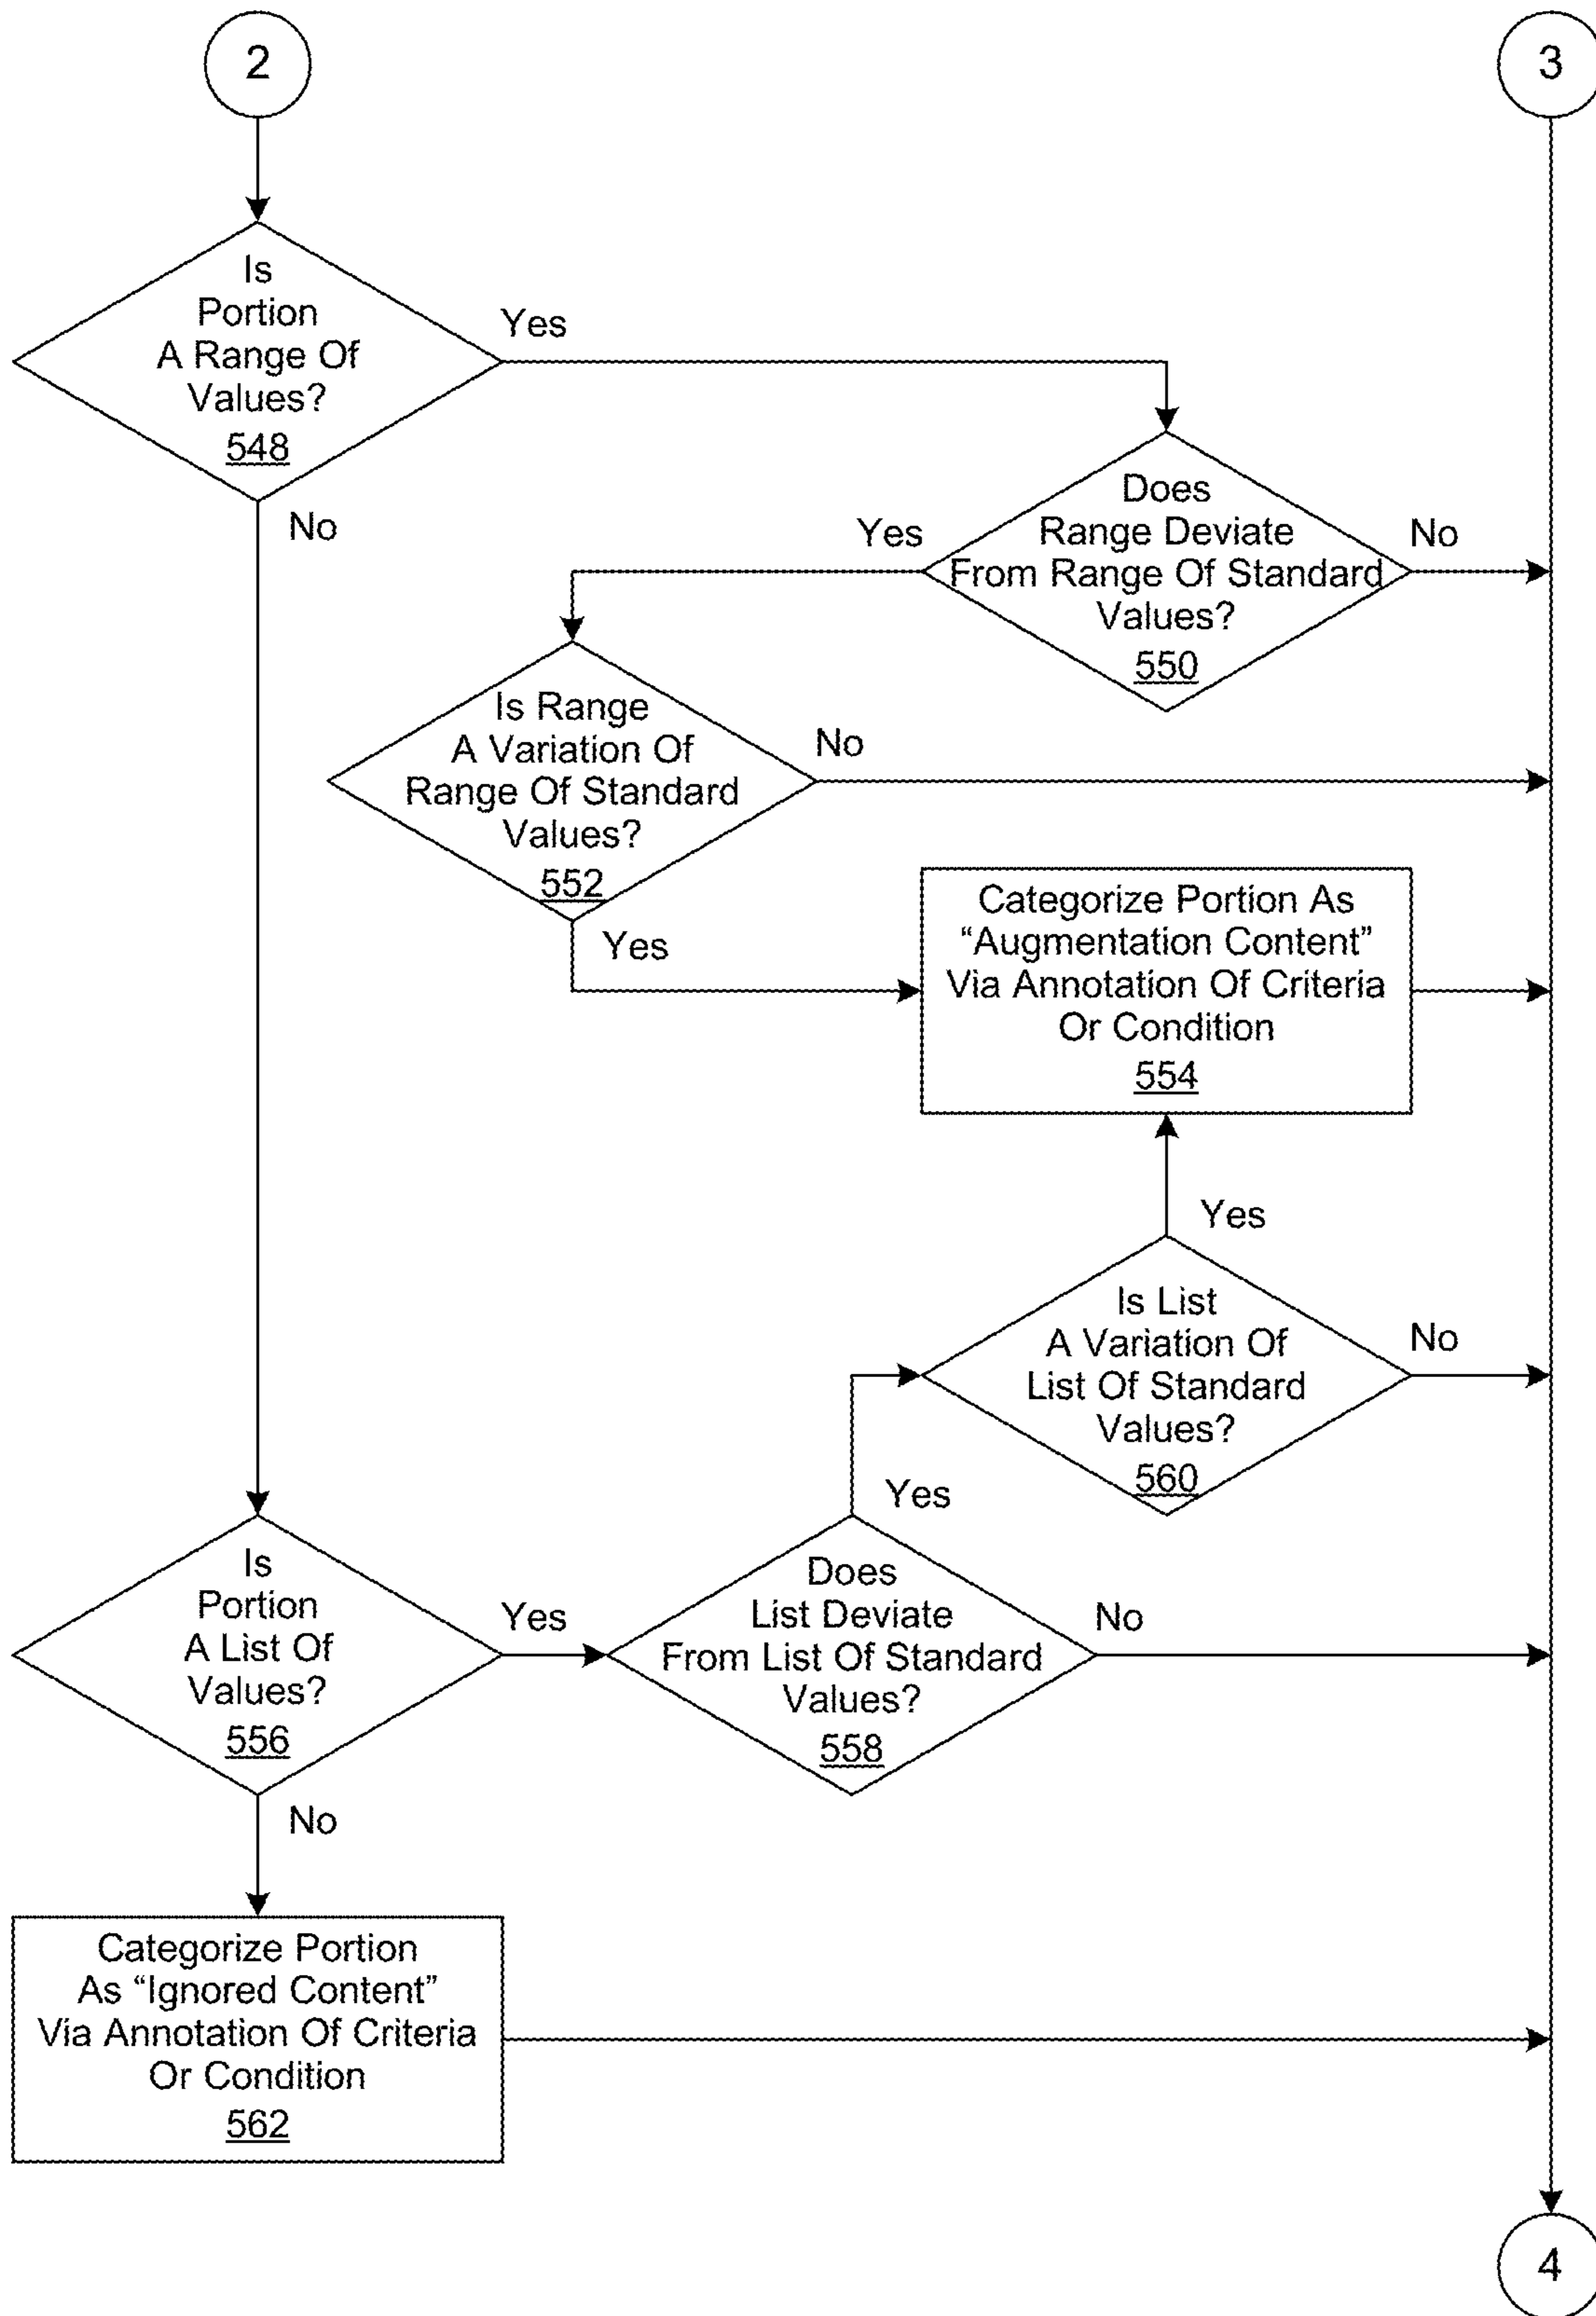 2
3
Is
Portion
A Range Of
Values?
548
Yes
No
Does
Range Deviate
From Range Of Standard
Values?
550
Yes
No
Is Range
A Variation Of
Range Of Standard
Values?
552
No
Yes
Categorize Portion As
“Augmentation Content”
Via Annotation Of Criteria
Or Condition
554
Yes
Is List
A Variation Of
List Of Standard
Values?
560
No
Is
Portion
A List Of
Values?
556
Yes
No
Does
List Deviate
From List Of Standard
Values?
558
Yes
No
Categorize Portion
As “Ignored Content”
Via Annotation Of Criteria
Or Condition
562
4